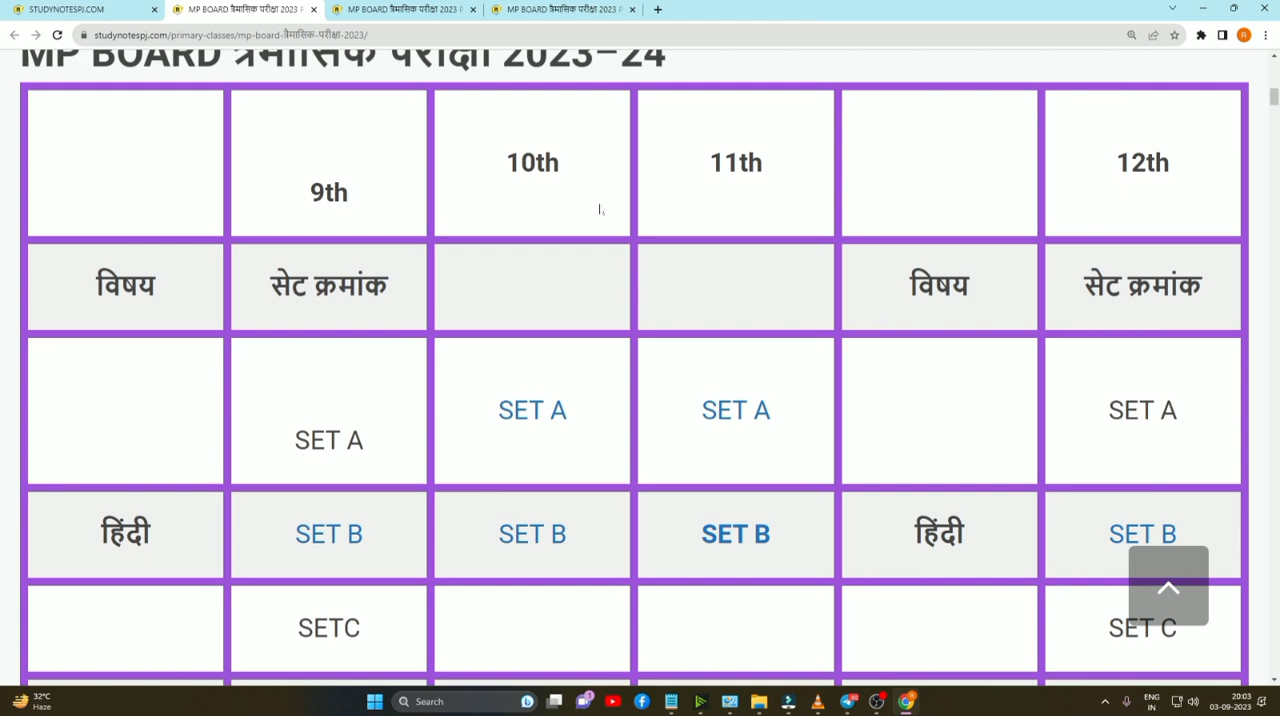 STUDYNOTESPJ.COM
MP BOARD त्रैमासिक परीक्षा 2023
MP BOARD त्रैमासिक परीक्षा 2023
MP BOARD त्रैमासिक परीक्षा 2023
studynotespj.com/primary-classes/mp-board-त्रैमासिक-परीक्षा-2023/
R
MP BOARD त्रैमासिक परीक्षा 2023-24
9th 10th 11th 12th
विषय सेट क्रमांक विषय सेट क्रमांक
SET A SET A SET A SET A
हिंदी SET B SET B SET B हिंदी SET B
SETC SET C
32°C
Haze
Search
ENG
IN
20:03
03-09-2023